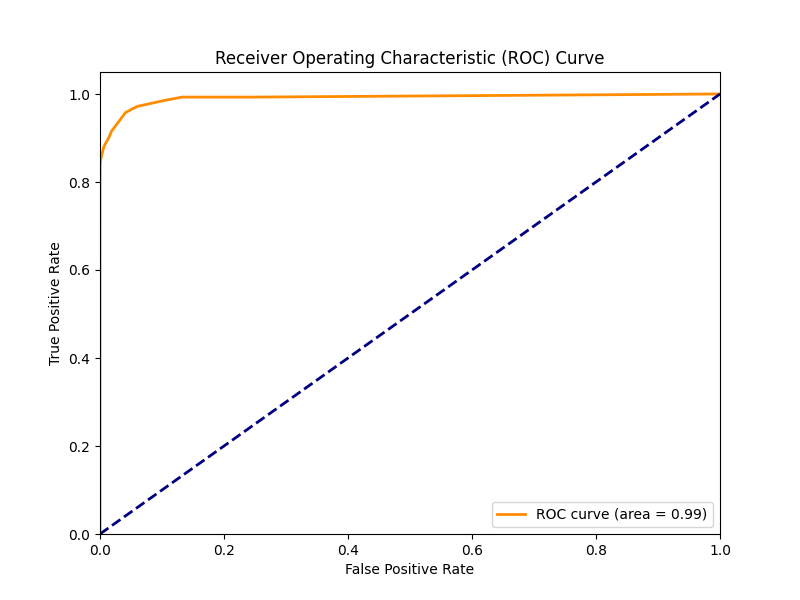 Receiver Operating Characteristic (ROC) Curve
True Positive Rate
1.0
0.8
0.6
0.4
0.2
0.0
0.0 0.2 0.4 0.6 0.8 1.0
False Positive Rate
ROC curve (area = 0.99)